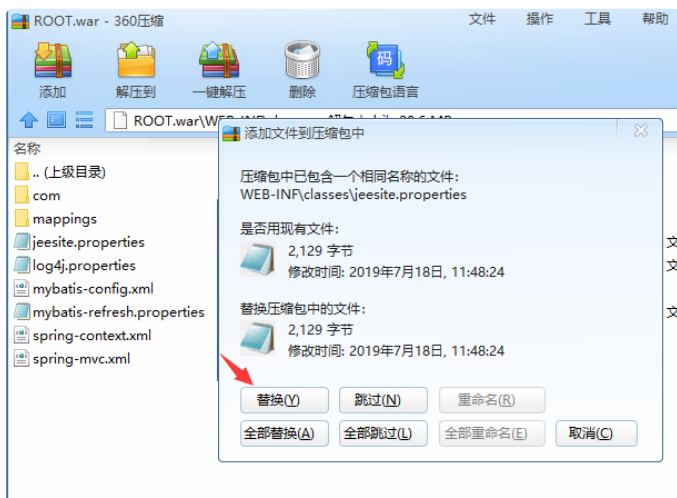 ROOT.war - 360压缩
文件 操作 工具 帮助
添加 解压到 一键解压 删除 压缩包语言
码
ROOT.war\W
添加文件到压缩包中
名称
.. (上级目录)
com
mappings
jeesite.properties
log4j.properties
mybatis-config.xml
mybatis-refresh.properties
spring-context.xml
spring-mvc.xml
压缩包中已包含一个相同名称的文件:
WEB-INF\classes\jeesite.properties
是否用现有文件:
2,129 字节
修改时间: 2019年7月18日, 11:48:24
替换压缩包中的文件:
2,129 字节
修改时间: 2019年7月18日, 11:48:24
替换(Y) 跳过(N) 重命名(R)
全部替换(A) 全部跳过(L) 全部重命名(E) 取消(C)
文
文
文